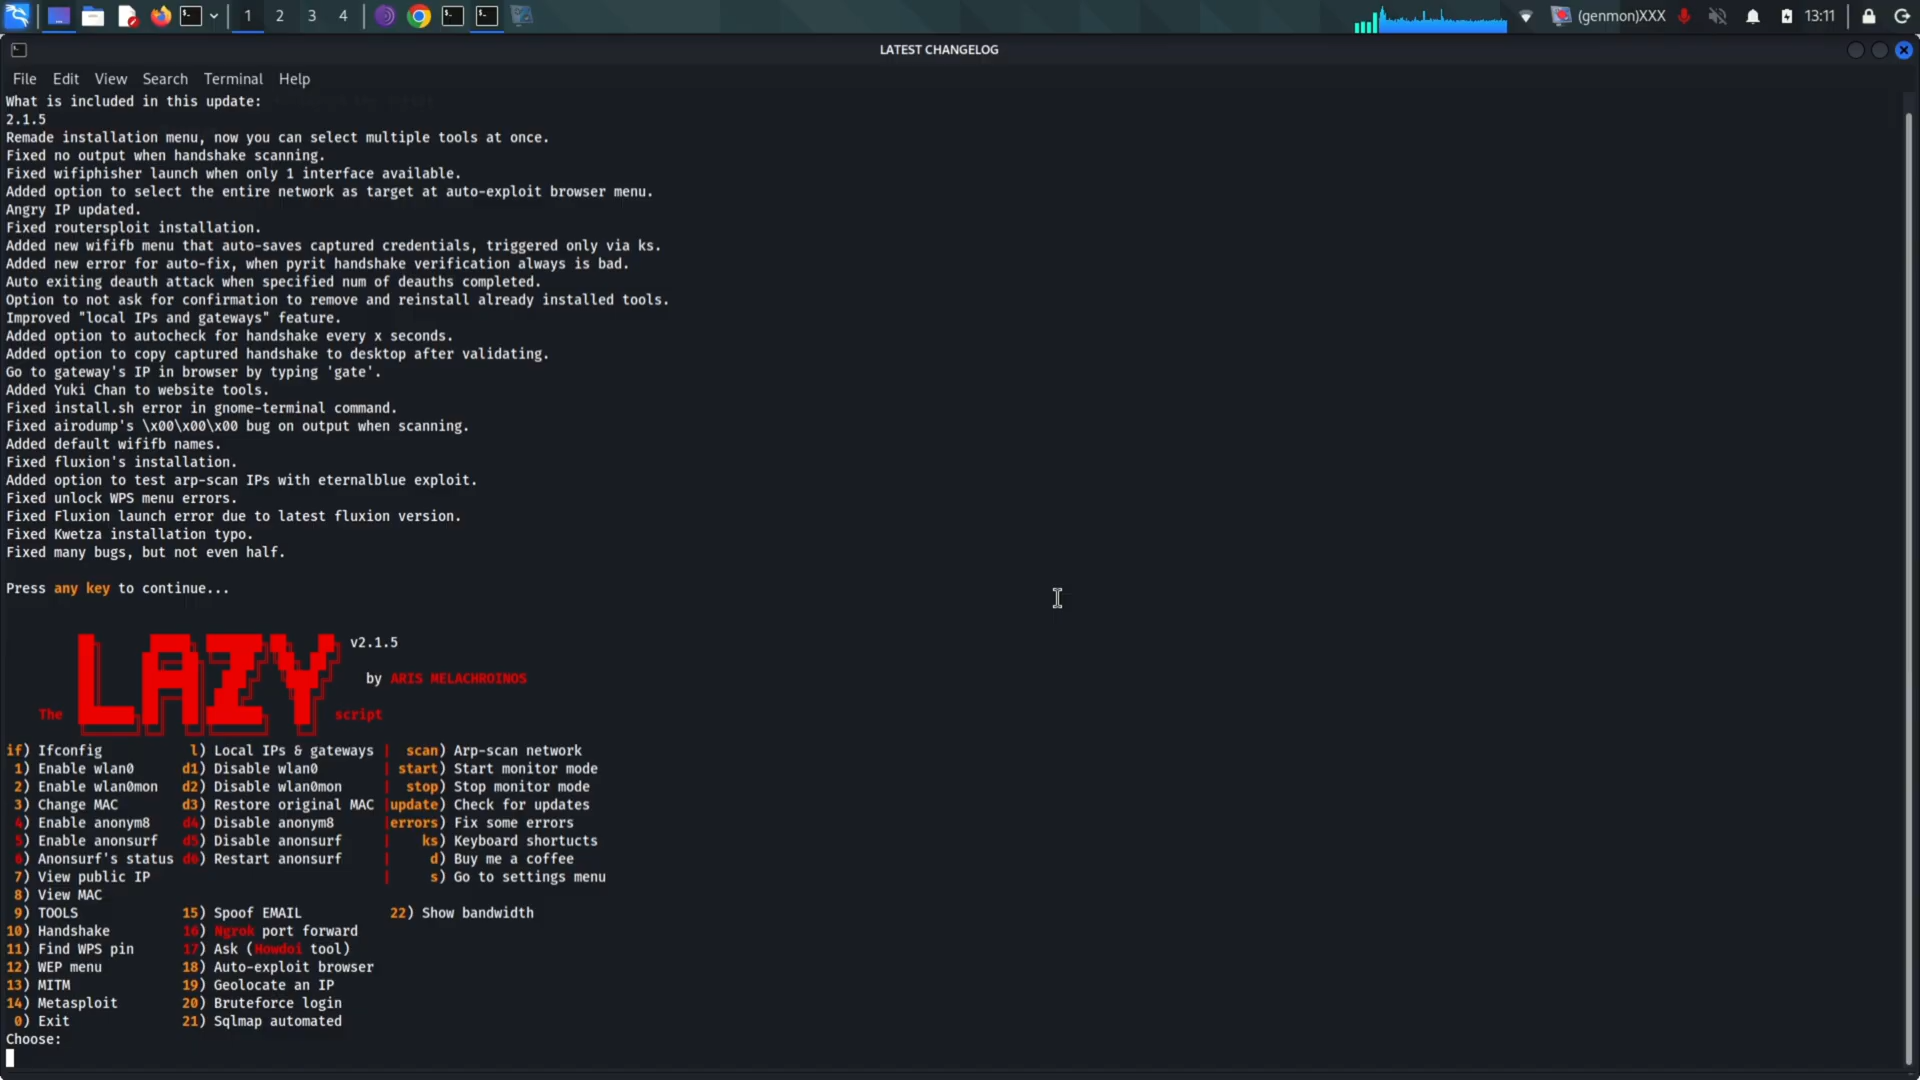 1 2 3 4 (genmon)XXX 13:11
LATEST CHANGELOG
File Edit View Search Terminal Help
What is included in this update:
2.1.5
Remade installation menu, now you can select multiple tools at once.
Fixed no output when handshake scanning.
Fixed wifiphisher launch when only 1 interface available.
Added option to select the entire network as target at auto-exploit browser menu.
Angry IP updated.
Fixed routersploit installation.
Added new wififb menu that auto-saves captured credentials, triggered only via ks.
Added new error for auto-fix, when pyrit handshake verification always is bad.
Auto exiting deauth attack when specified num of deauths completed.
Option to not ask for confirmation to remove and reinstall already installed tools.
Improved "local IPs and gateways" feature.
Added option to autocheck for handshake every x seconds.
Added option to copy captured handshake to desktop after validating.
Go to gateway's IP in browser by typing 'gate'.
Added Yuki Chan to website tools.
Fixed install.sh error in gnome-terminal command.
Fixed airodump's \x00\x00\x00 bug on output when scanning.
Added default wififb names.
Fixed fluxion's installation.
Added option to test arp-scan IPs with eternalblue exploit.
Fixed unlock WPS menu errors.
Fixed Fluxion launch error due to latest fluxion version.
Fixed Kwetza installation typo.
Fixed many bugs, but not even half.
Press any key to continue...
The LAZY script
v2.1.5
by ARIS MELACHROINOS
if) Ifconfig l) Local IPs & gateways | scan) Arp-scan network
1) Enable wlan0 d1) Disable wlan0 | start) Start monitor mode
2) Enable wlan0mon d2) Disable wlan0mon | stop) Stop monitor mode
3) Change MAC d3) Restore original MAC |update) Check for updates
4) Enable anonym8 d4) Disable anonym8 |errors) Fix some errors
5) Enable anonsurf d5) Disable anonsurf | ks) Keyboard shortucts
6) Anonsurf's status d6) Restart anonsurf | d) Buy me a coffee
7) View public IP | s) Go to settings menu
8) View MAC
9) TOOLS 15) Spoof EMAIL 22) Show bandwidth
10) Handshake 16) Ngrok port forward
11) Find WPS pin 17) Ask (Howdoi tool)
12) WEP menu 18) Auto-exploit browser
13) MITM 19) Geolocate an IP
14) Metasploit 20) Bruteforce login
0) Exit 21) Sqlmap automated
Choose: